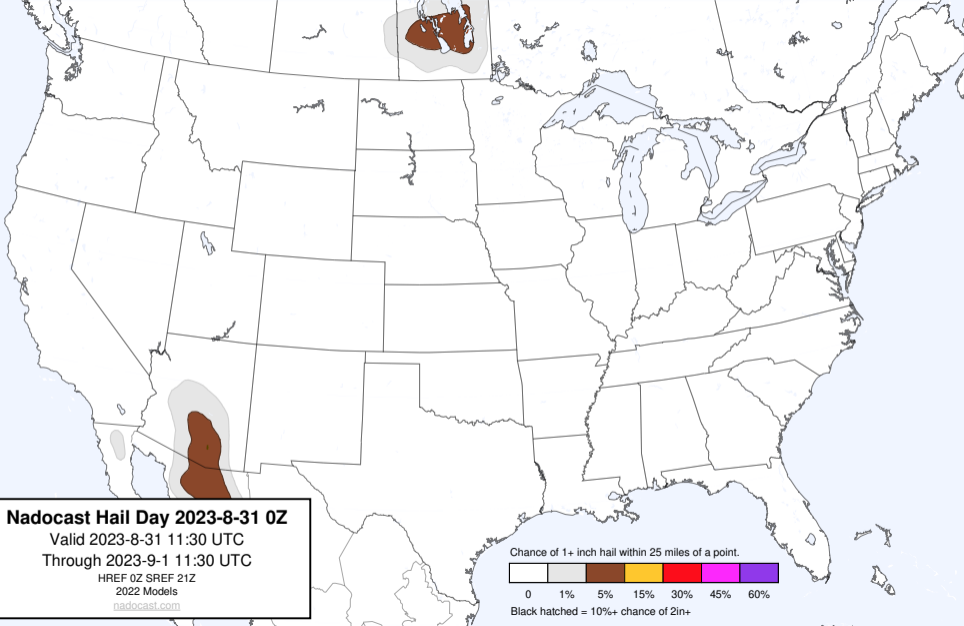 Nadocast Hail Day 2023-8-31 0Z
Valid 2023-8-31 11:30 UTC
Through 2023-9-1 11:30 UTC
HREF 0Z SREF 21Z
2022 Models
nadocast.com
Chance of 1+ inch hail within 25 miles of a point.
0 1% 5% 15% 30% 45% 60%
Black hatched = 10%+ chance of 2in+